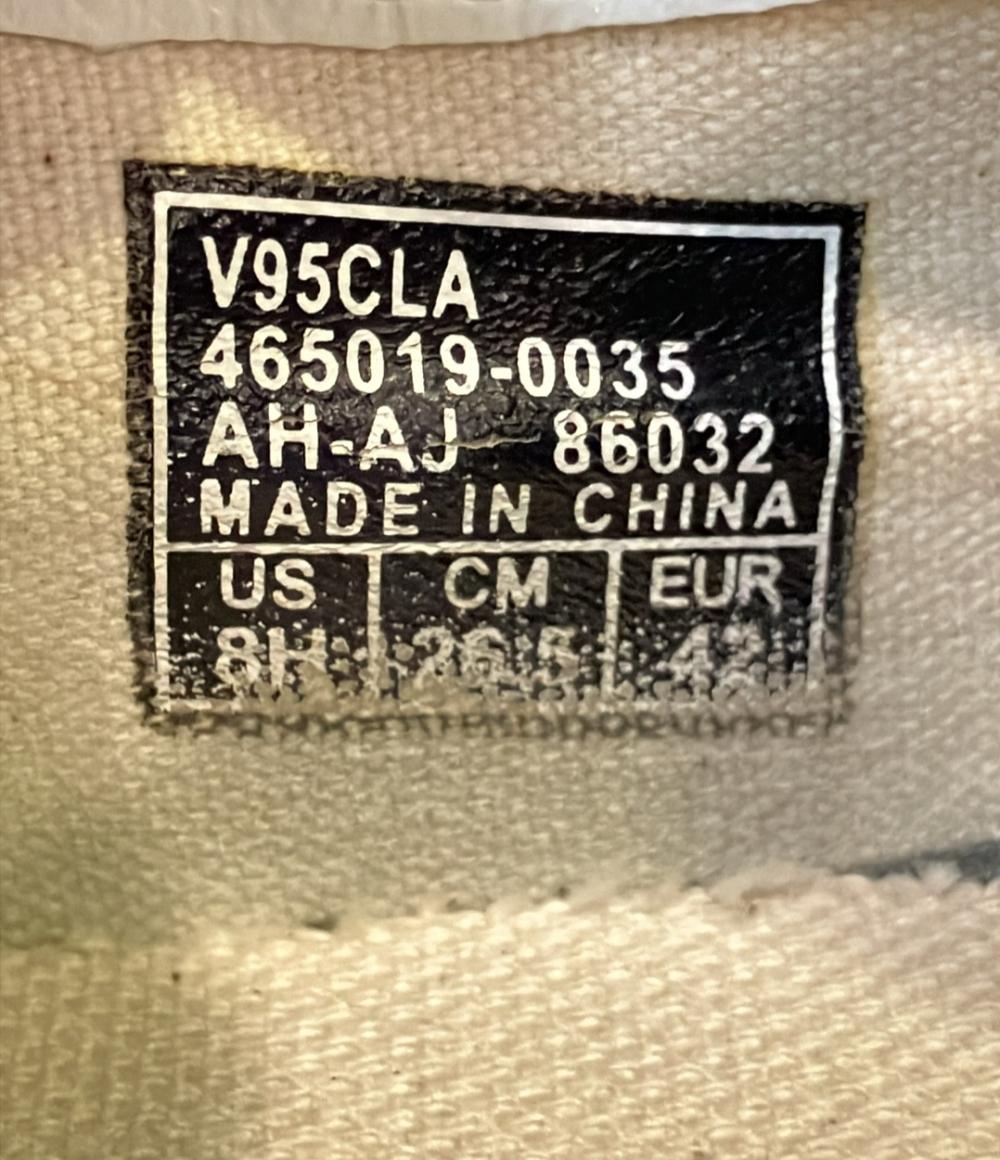 V95CLA
465019-0035
AH-AJ 86032
MADE IN CHINA
US CM EUR
8H 26.5 42